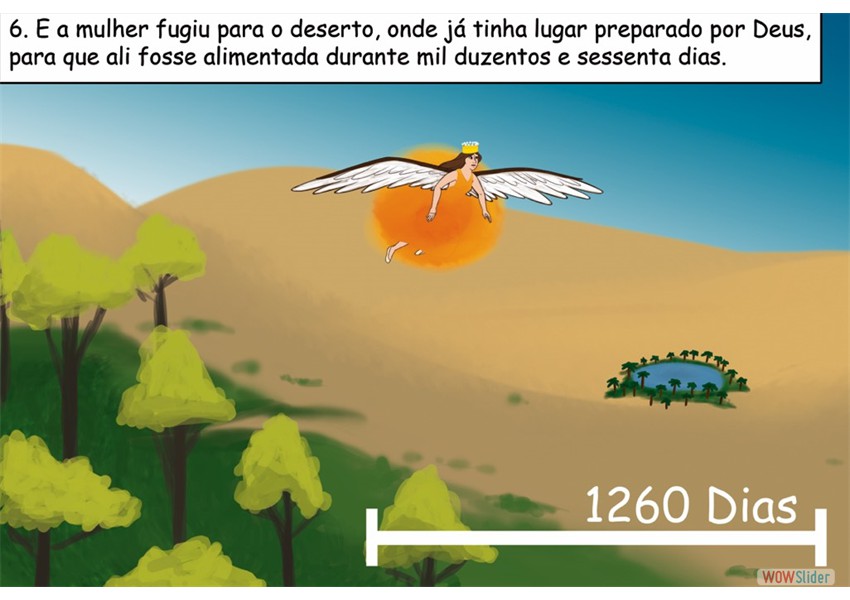 6. E a mulher fugiu para o deserto, onde já tinha lugar preparado por Deus,
para que ali fosse alimentada durante mil duzentos e sessenta dias.
1260 Dias
WOWSlider